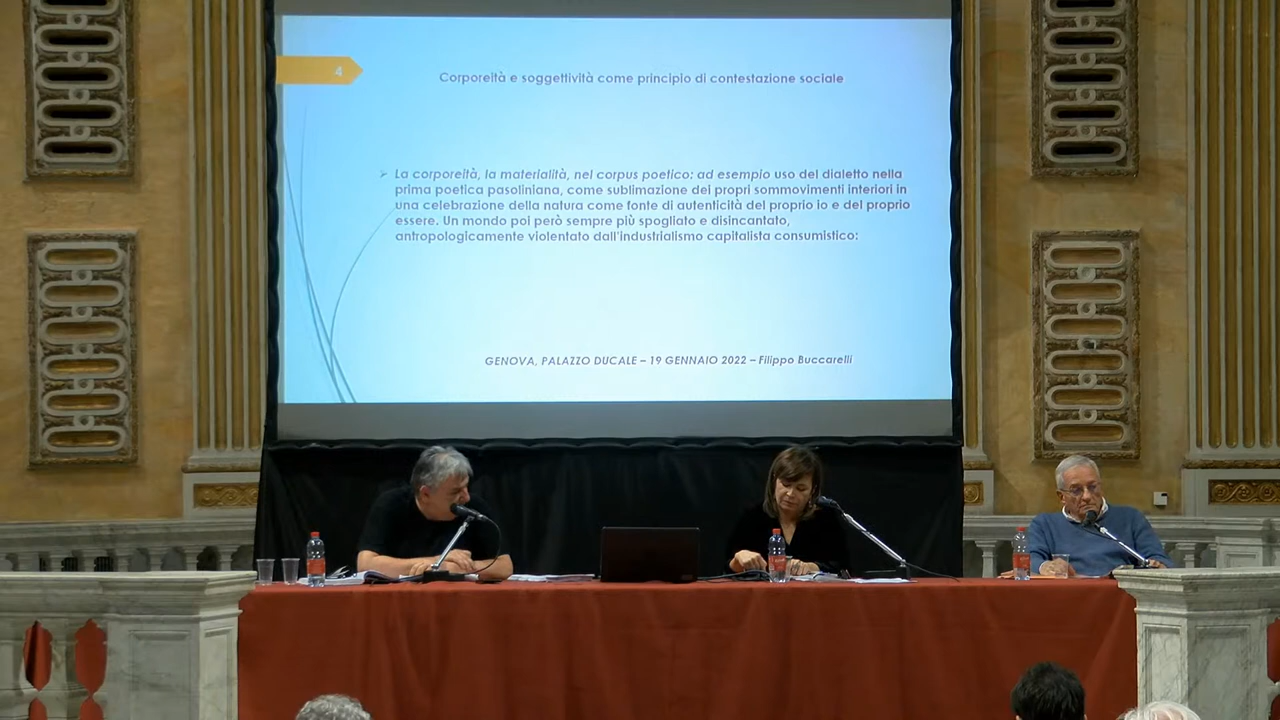 4
Corporeità e soggettività come principio di contestazione sociale
➢ La corporeità, la materialità, nel corpus poetico: ad esempio uso del dialetto nella
prima poetica pasoliniana, come sublimazione dei propri sommovimenti interiori in
una celebrazione della natura come fonte di autenticità del proprio io e del proprio
essere. Un mondo poi però sempre più spogliato e disincantato,
antropologicamente violentato dall'industrialismo capitalista consumistico:
GENOVA, PALAZZO DUCALE – 19 GENNAIO 2022 – Filippo Buccarelli